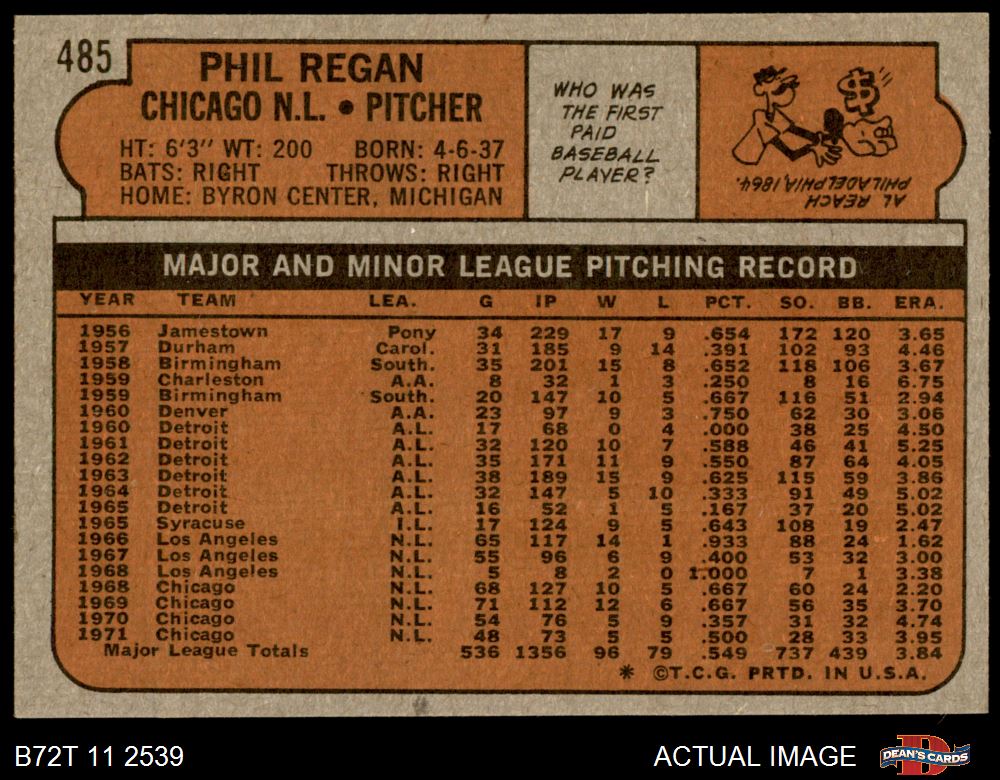 485
PHIL REGAN
CHICAGO N.L. • PITCHER
HT: 6'3" WT: 200 BORN: 4-6-37
BATS: RIGHT THROWS: RIGHT
HOME: BYRON CENTER, MICHIGAN
WHO WAS
THE FIRST
PAID
BASEBALL
PLAYER?
AL REACH
PHILADELPHIA, 1864.
MAJOR AND MINOR LEAGUE PITCHING RECORD
YEAR TEAM LEA. G IP W L PCT. SO. BB. ERA.
1956 Jamestown Pony 34 229 17 9 .654 172 120 3.65
1957 Durham Carol. 31 185 9 14 .391 102 93 4.46
1958 Birmingham South. 35 201 15 8 .652 118 106 3.67
1959 Charleston A.A. 8 32 1 3 .250 8 16 6.75
1959 Birmingham South. 20 147 10 5 .667 116 51 2.94
1960 Denver A.A. 23 97 9 3 .750 62 30 3.06
1960 Detroit A.L. 17 68 0 4 .000 38 25 4.50
1961 Detroit A.L. 32 120 10 7 .588 46 41 5.25
1962 Detroit A.L. 35 171 11 9 .550 87 64 4.05
1963 Detroit A.L. 38 189 15 9 .625 115 59 3.86
1964 Detroit A.L. 32 147 5 10 .333 91 49 5.02
1965 Detroit A.L. 16 52 1 5 .167 37 20 5.02
1965 Syracuse I.L. 17 124 9 5 .643 108 19 2.47
1966 Los Angeles N.L. 65 117 14 1 .933 88 24 1.62
1967 Los Angeles N.L. 55 96 6 9 .400 53 32 3.00
1968 Los Angeles N.L. 5 8 2 0 1.000 7 1 3.38
1968 Chicago N.L. 68 127 10 5 .667 60 24 2.20
1969 Chicago N.L. 71 112 12 6 .667 56 35 3.70
1970 Chicago N.L. 54 76 5 9 .357 31 32 4.74
1971 Chicago N.L. 48 73 5 5 .500 28 33 3.95
Major League Totals 536 1356 96 79 .549 737 439 3.84
* ©T.C.G. PRTD. IN U.S.A.
B72T 11 2539
ACTUAL IMAGE
DEAN'S CARDS